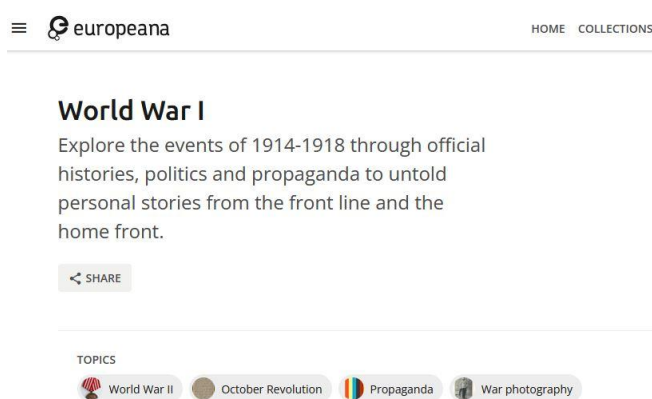 europeana
HOME COLLECTIONS
World War I
Explore the events of 1914-1918 through official
histories, politics and propaganda to untold
personal stories from the front line and the
home front.
SHARE
TOPICS
World War II October Revolution Propaganda War photography